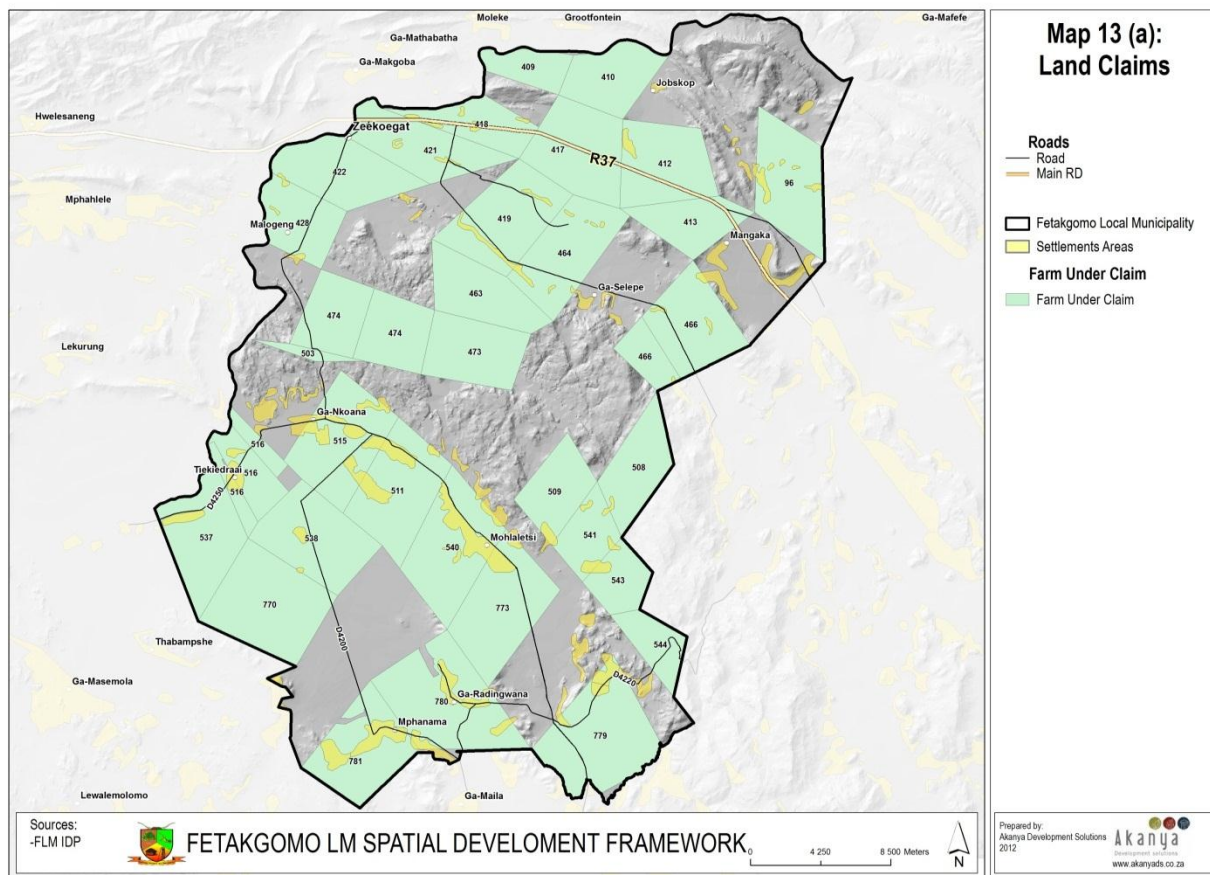 Moleke
Grootfontein
Ga-Mafefe
Ga-Mathabatha
Ga-Makgoba
409
410
Jobskop
Hwelesaneng
Zeekoegat
418
421
417
R37
412
422
96
Mphahlele
Malogeng
428
419
413
Mangaka
464
463
Ga-Selepe
474
474
466
Lekurung
503
473
466
Ga-Nkoana
516
515
Tiekiedraai
516
516
D4250
511
509
508
537
538
540
Mohlaletsi
541
543
770
773
D4200
Thabampshe
544
Ga-Masemola
D4220
Ga-Radingwana
780
Mphanama
779
781
Lewalemolomo
Ga-Maila
Map 13 (a):
Land Claims
Roads
Road
Main RD
Fetakgomo Local Municipality
Settlements Areas
Farm Under Claim
Farm Under Claim
Sources:
-FLM IDP
FETAKGOMO LM SPATIAL DEVELOMENT FRAMEWORK
0 4 250 8 500 Meters
N
Prepared by:
Akanya Development Solutions
2012
Akanya
Development solutions
www.akanyads.co.za